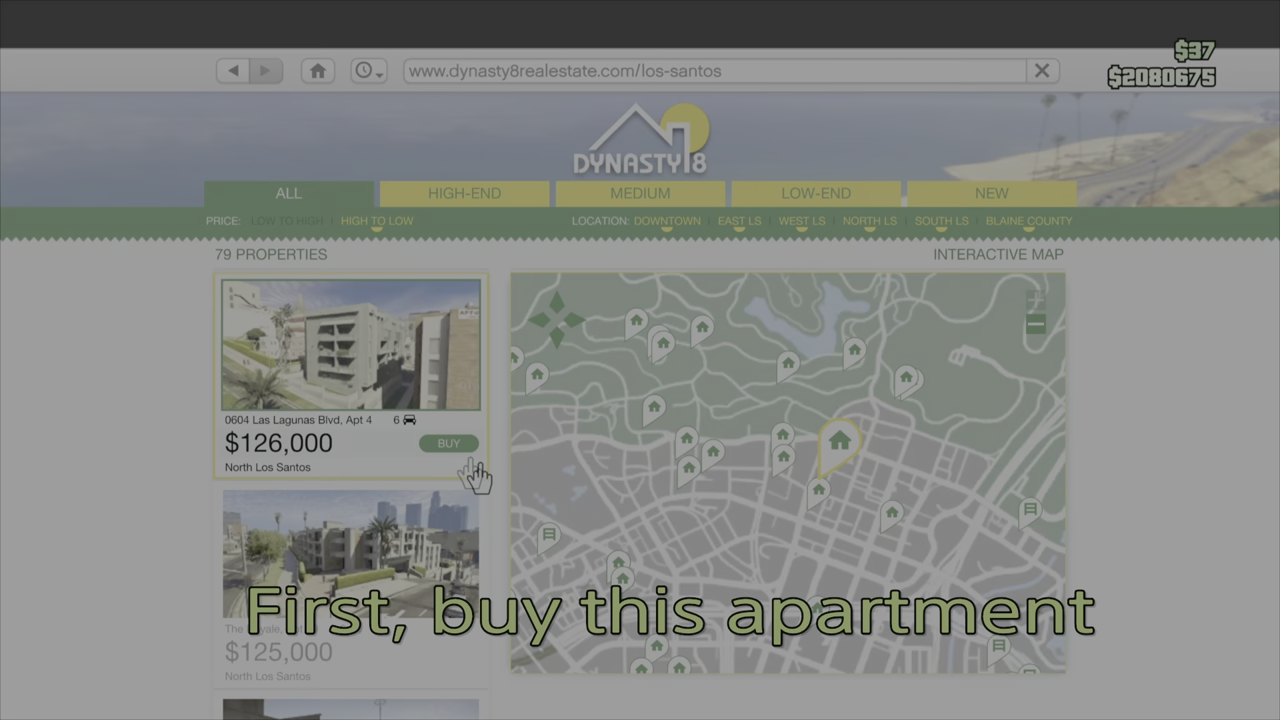 $37
www.dynasty8realestate.com/los-santos
$2080675
DYNASTY 8
ALL
HIGH-END
MEDIUM
LOW-END
NEW
PRICE: LOW TO HIGH HIGH TO LOW LOCATION: DOWNTOWN EAST LS WEST LS NORTH LS SOUTH LS BLAINE COUNTY
79 PROPERTIES
INTERACTIVE MAP
0604 Las Lagunas Blvd, Apt 4 6
$126,000
BUY
North Los Santos
First, buy this apartment
$125,000
North Los Santos